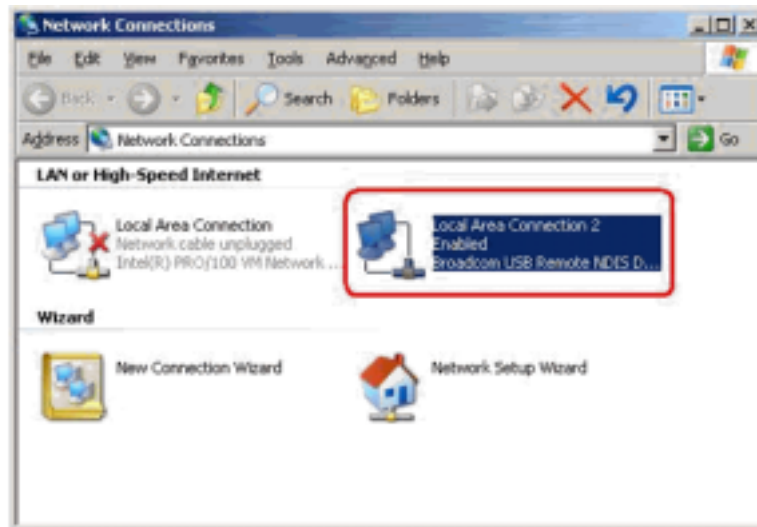 Network Connections
File Edit View Favorites Tools Advanced Help
Back Search Folders
Address Network Connections Go
LAN or High-Speed Internet
Local Area Connection
Network cable unplugged
Intel(R) PRO/100 VM Network ...
Local Area Connection 2
Enabled
Broadcom USB Remote NDIS D...
Wizard
New Connection Wizard
Network Setup Wizard